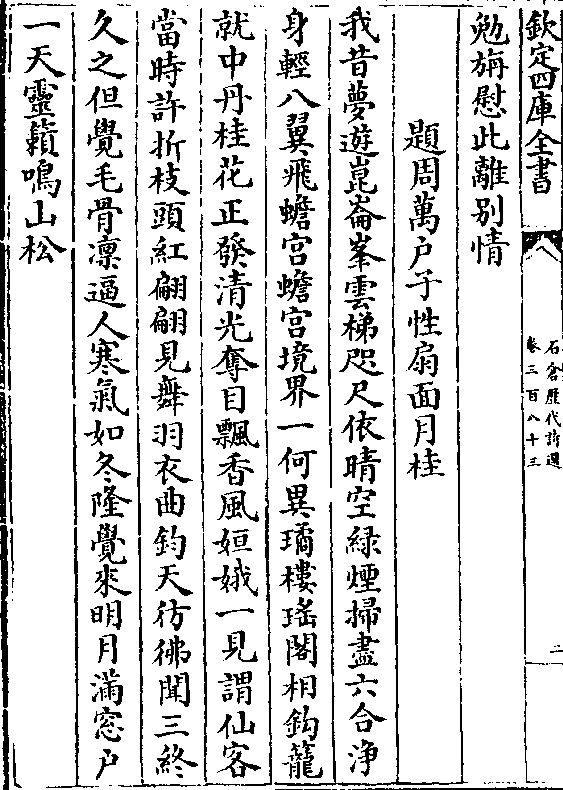 欽定四庫全書
石倉歷代詩選
卷三百八十三
二
勉旃慰此離別情
題周萬户子性扇面月桂
我昔夢遊崑崙峯雲梯咫尺依晴空綠煙掃盡六合浄
身輕八翼飛蟾宫蟾宫境界一何異璚樓瑤閣相鈎籠
就中丹桂花正發清光奪目飄香風姮娥一見謂仙客
當時許折枝頭紅翩翩見舞羽衣曲鈞天彷彿聞三終
久之但覺毛骨凛逼人寒氣如冬隆覺來明月滿窓户
一天靈籟鳴山松